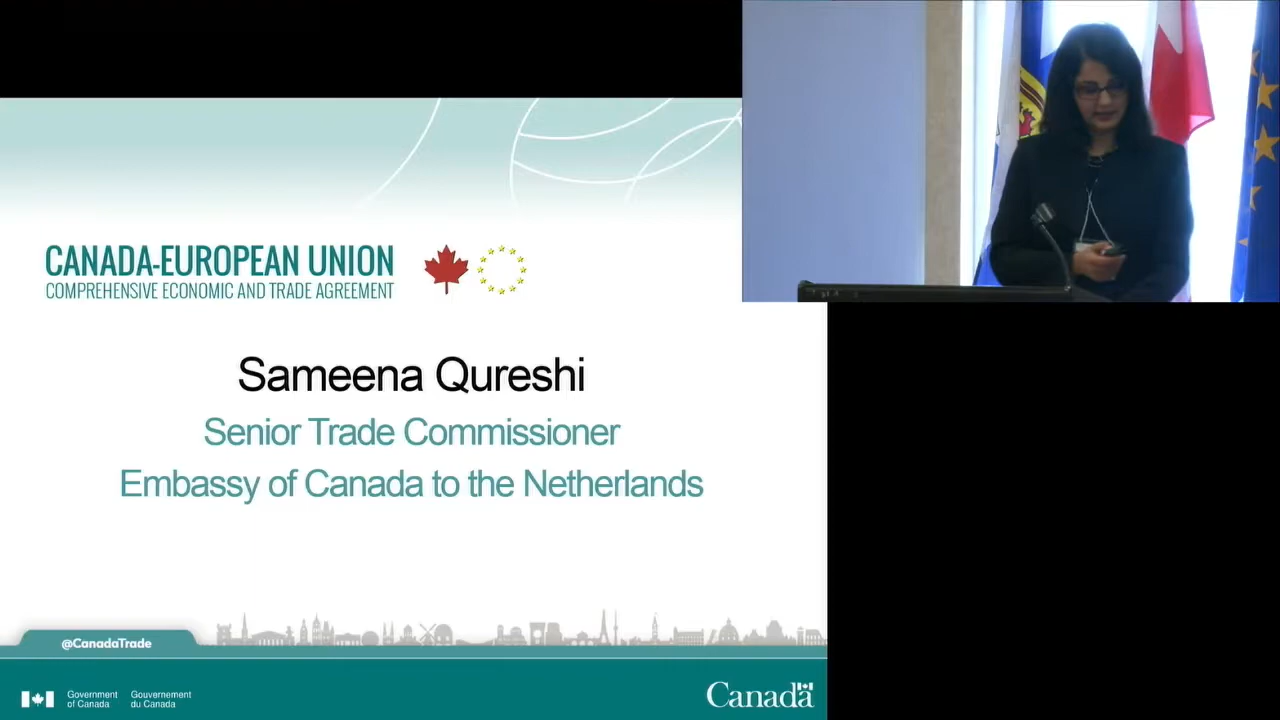 CANADA-EUROPEAN UNION
COMPREHENSIVE ECONOMIC AND TRADE AGREEMENT
Sameena Qureshi
Senior Trade Commissioner
Embassy of Canada to the Netherlands
@CanadaTrade
Government
of Canada
Gouvernement
du Canada
Canada